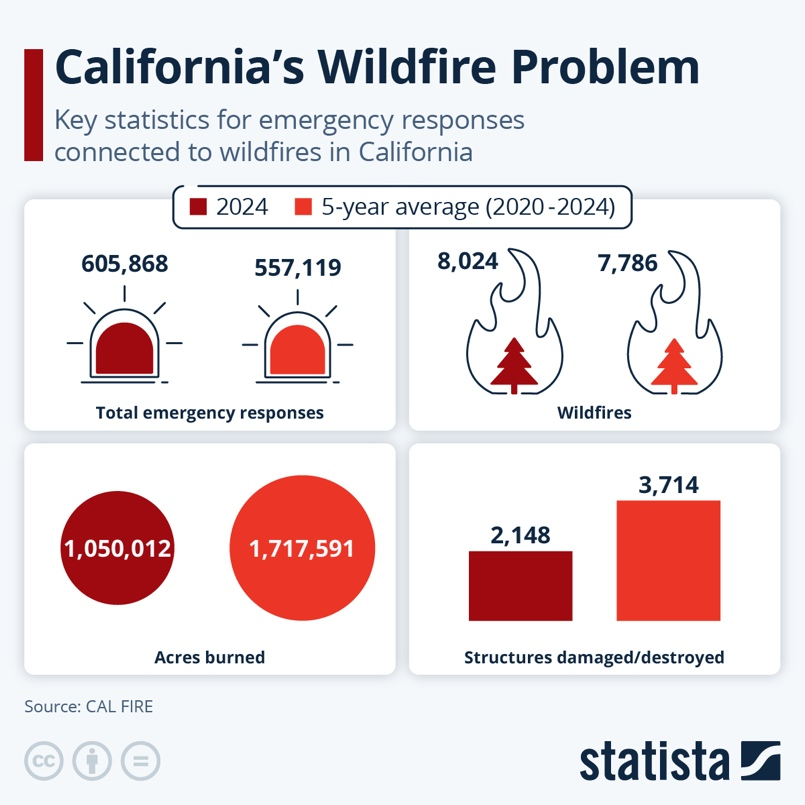 California's Wildfire Problem
Key statistics for emergency responses
connected to wildfires in California
2024
5-year average (2020-2024)
605,868
557,119
Total emergency responses
8,024
7,786
Wildfires
1,050,012
1,717,591
Acres burned
2,148
3,714
Structures damaged/destroyed
Source: CAL FIRE
cc
statista